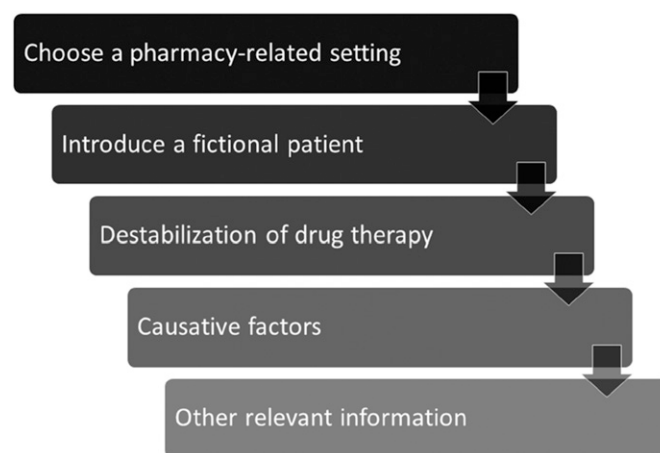 Choose a pharmacy-related setting
Introduce a fictional patient
Destabilization of drug therapy
Causative factors
Other relevant information